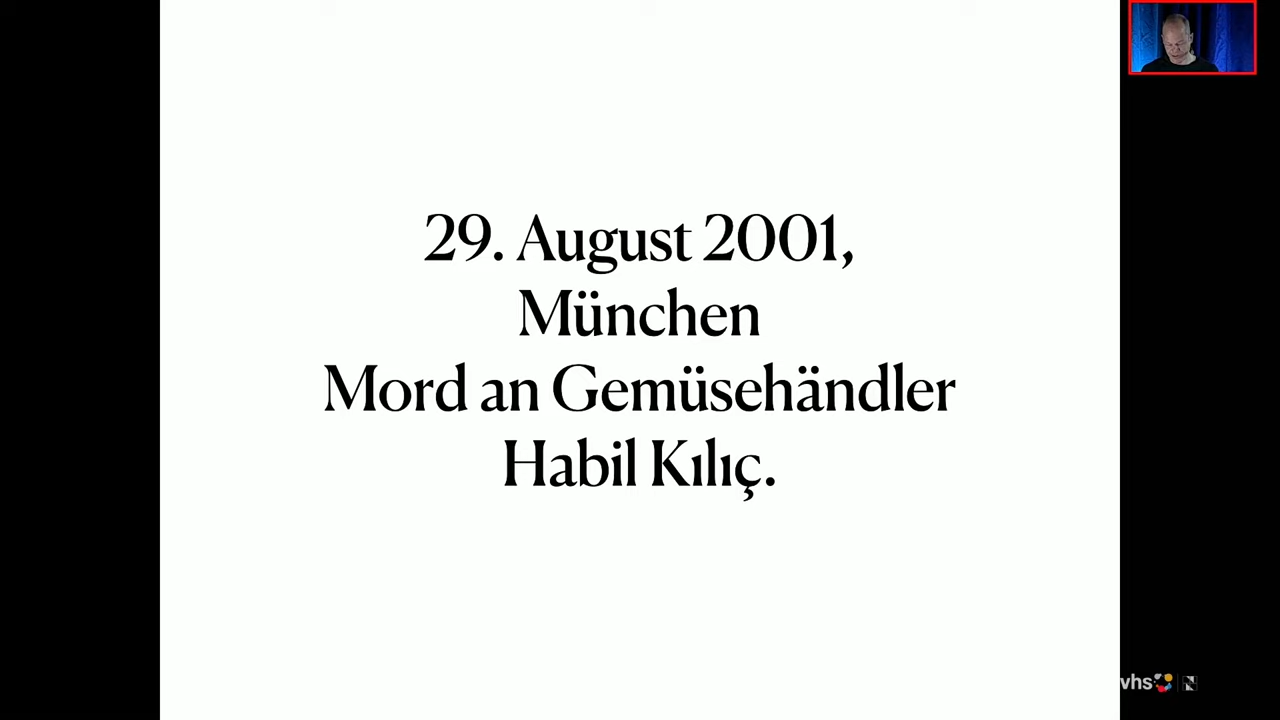 29. August 2001,
München
Mord an Gemüsehändler
Habil Kılıç.
vhs